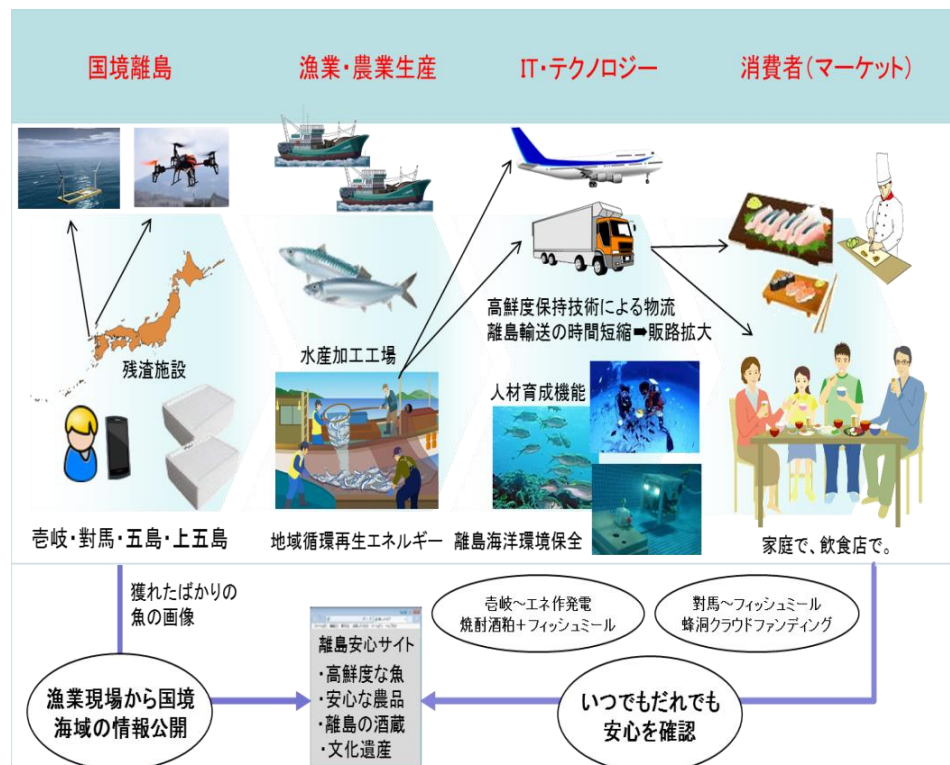 国境離島
漁業・農業生産
IT・テクノロジー
消費者(マーケット)
残渣施設
壱岐・對馬・五島・上五島
水産加工工場
地域循環再生エネルギー
高鮮度保持技術による物流
離島輸送の時間短縮➡販路拡大
人材育成機能
離島海洋環境保全
家庭で、飲食店で。
獲れたばかりの
魚の画像
漁業現場から国境
海域の情報公開
離島安心サイト
・高鮮度な魚
・安心な農品
・離島の酒蔵
・文化遺産
壱岐~エネ作発電
焼酎酒粕+フィッシュミール
對馬~フィッシュミール
蜂洞クラウドファンディング
いつでもだれでも
安心を確認